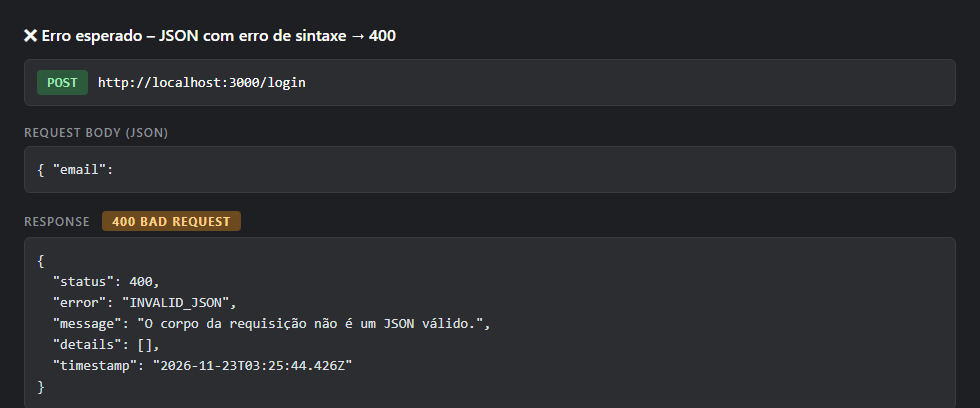 ❌ Erro esperado – JSON com erro de sintaxe → 400
POST http://localhost:3000/login
REQUEST BODY (JSON)
{ "email":
RESPONSE 400 BAD REQUEST
{
  "status": 400,
  "error": "INVALID_JSON",
  "message": "O corpo da requisição não é um JSON válido.",
  "details": [],
  "timestamp": "2026-11-23T03:25:44.426Z"
}